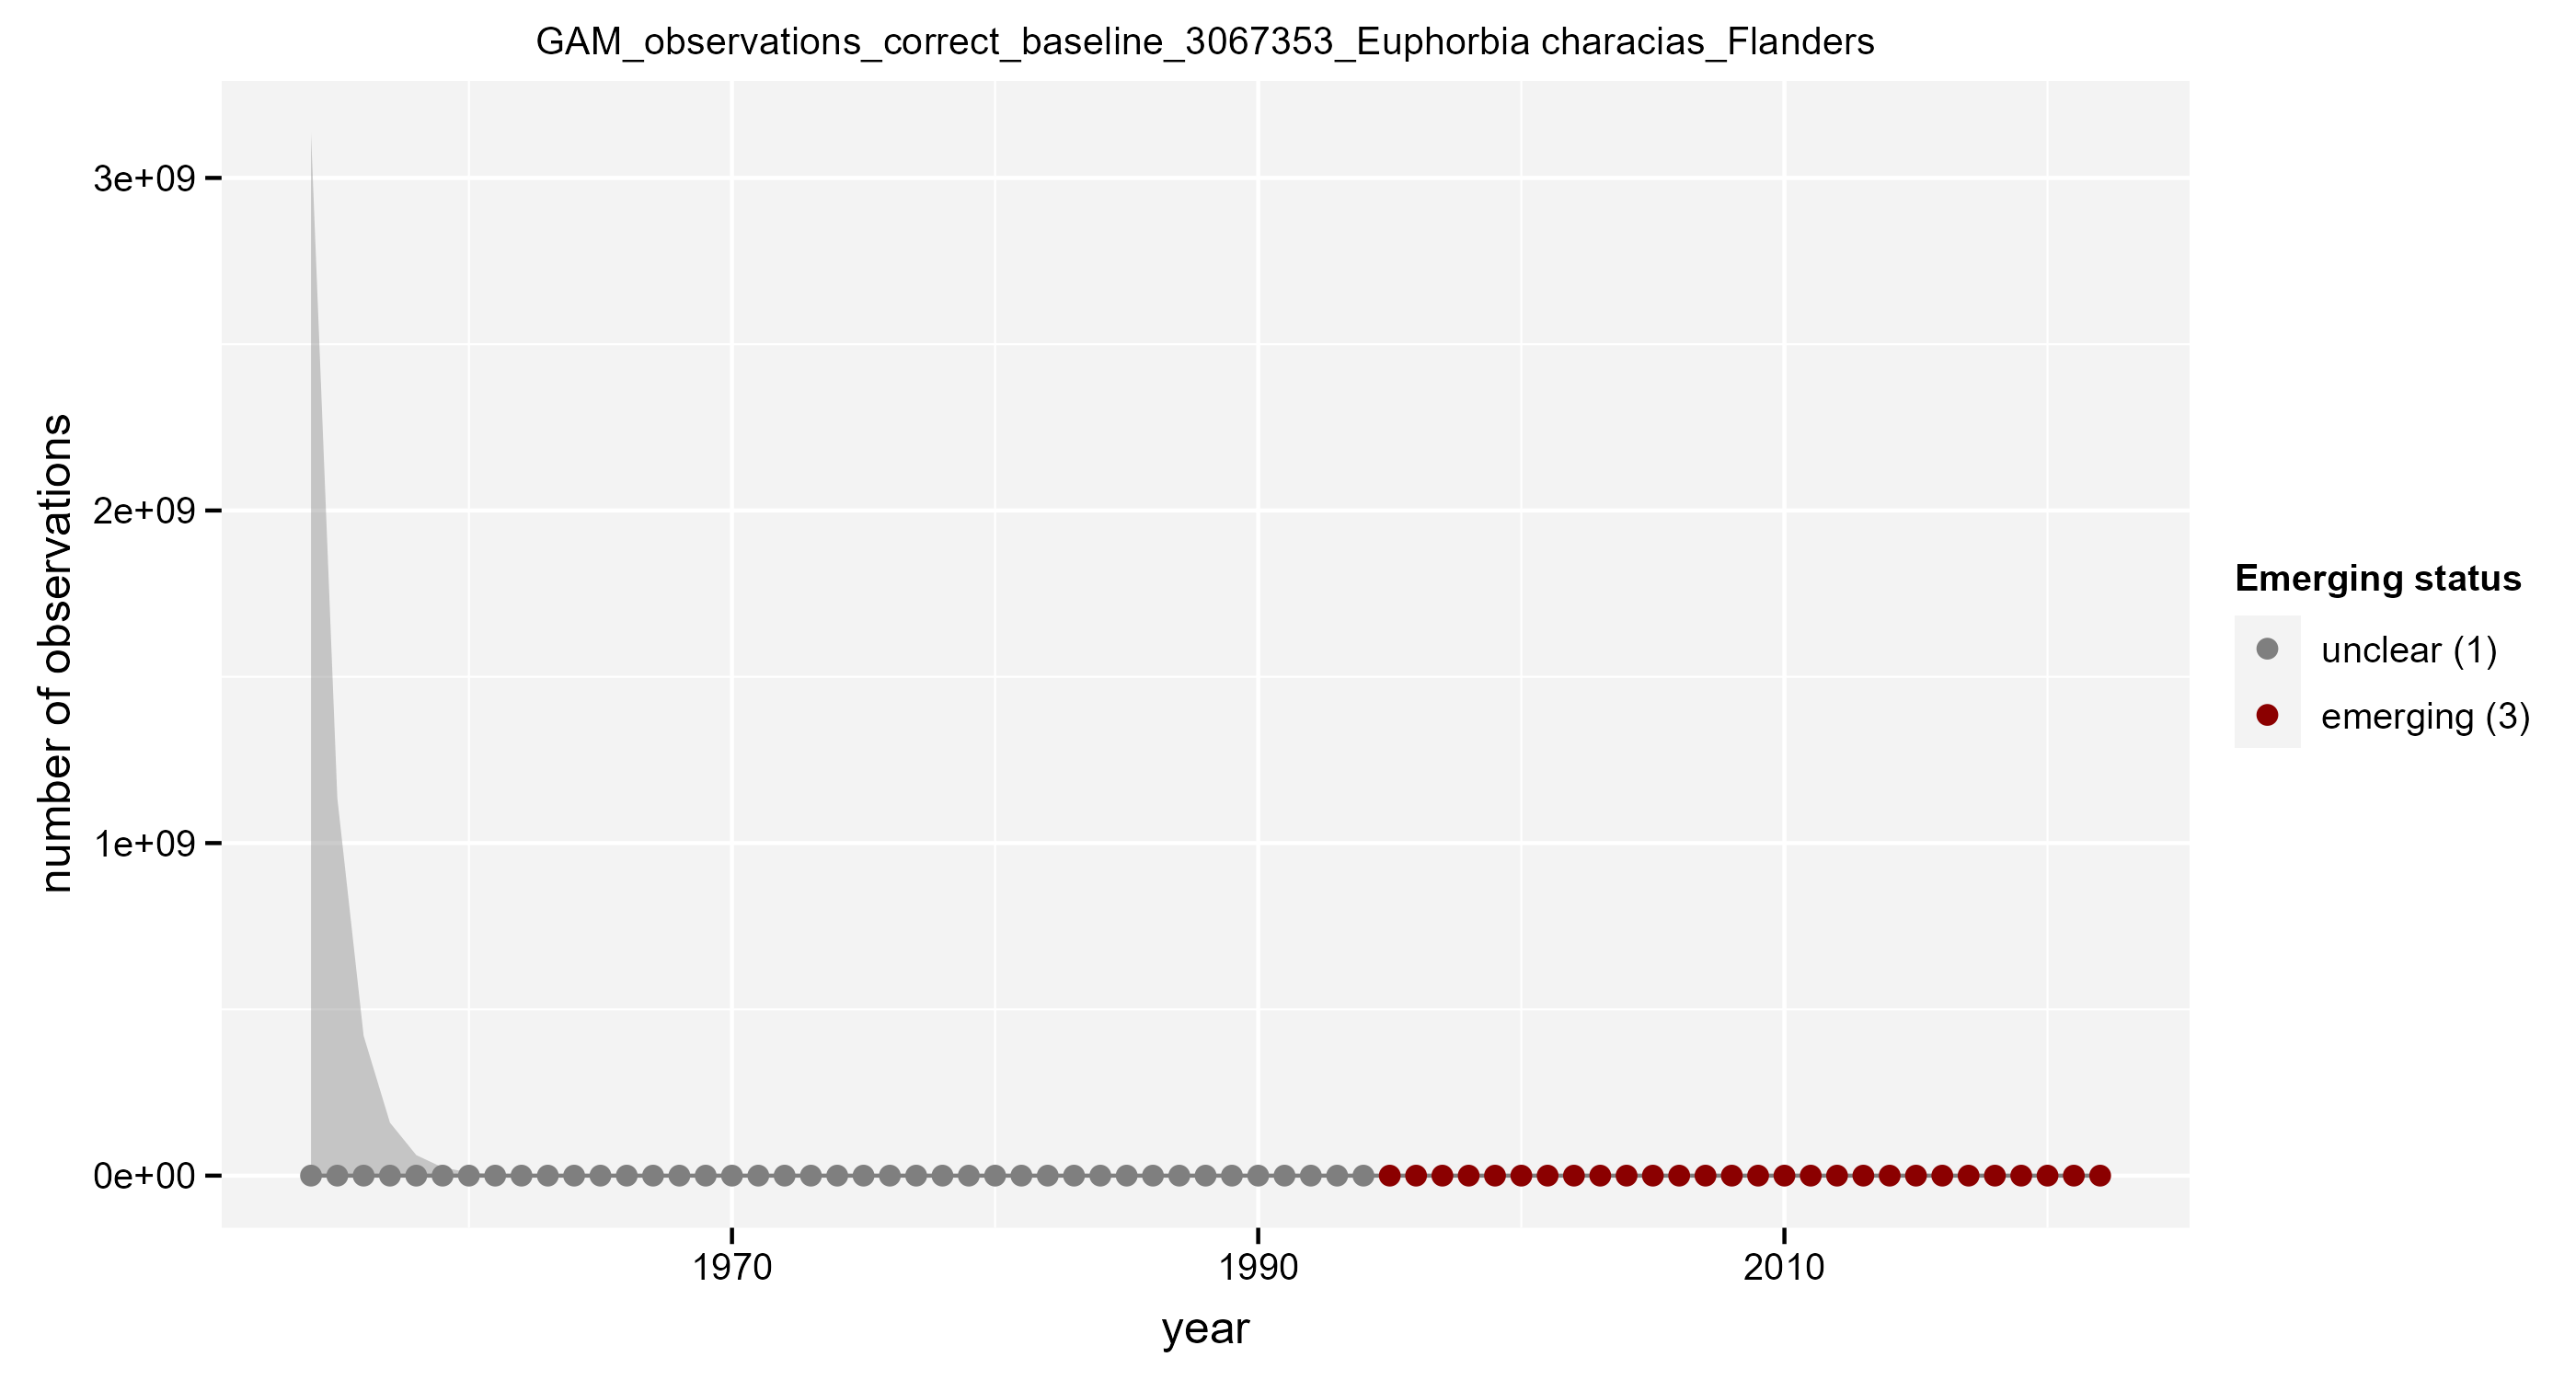 GAM_observations_correct_baseline_3067353_Euphorbia characias_Flanders
number of observations
3e+09
2e+09
1e+09
0e+00
1970
1990
2010
year
Emerging status
unclear (1)
emerging (3)